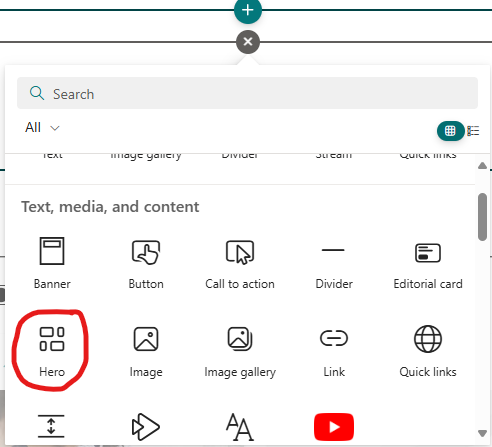 Search
All
Text Image gallery Divider Stream Quick links
Text, media, and content
Banner Button Call to action Divider Editorial card
Hero Image Image gallery Link Quick links